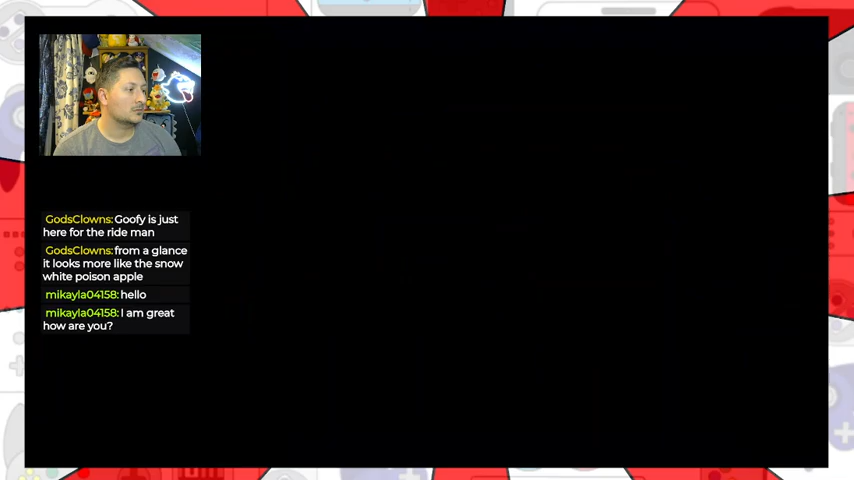 GodsClowns: Goofy is just
here for the ride man
GodsClowns: from a glance
it looks more like the snow
white poison apple
mikayla04158: hello
mikayla04158: I am great
how are you?